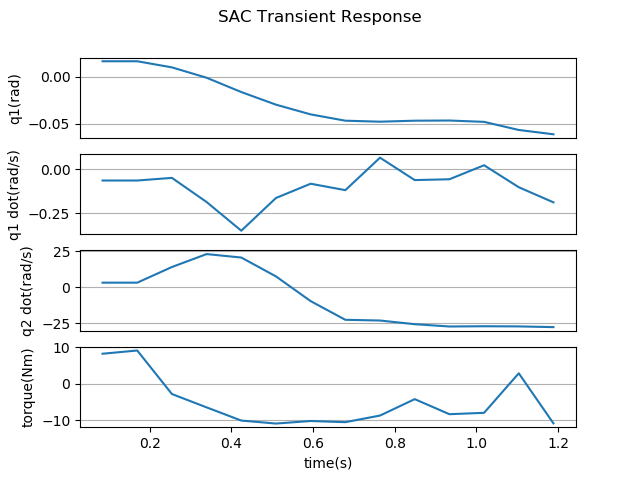 SAC Transient Response
q1(rad)
0.00
−0.05
q1 dot(rad/s)
0.00
−0.25
q2 dot(rad/s)
25
0
−25
torque(Nm)
10
0
−10
0.2 0.4 0.6 0.8 1.0 1.2
time(s)